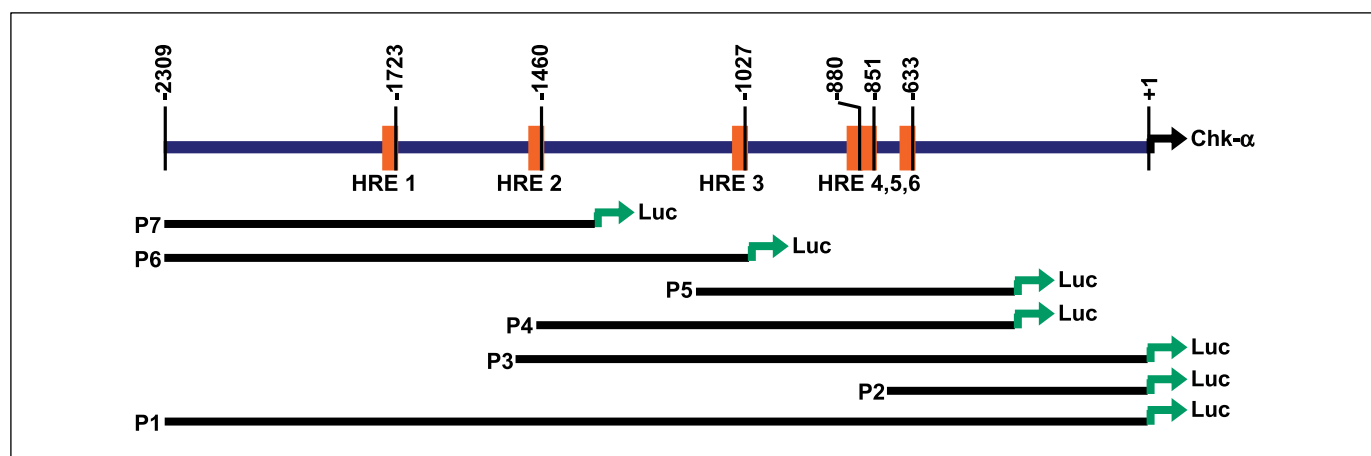 -2309 -1723 -1460 -1027 -880 -851 -633 +1
Chk-α
HRE 1 HRE 2 HRE 3 HRE 4,5,6
P7 Luc
P6 Luc
P5 Luc
P4 Luc
P3 Luc
P2 Luc
P1 Luc